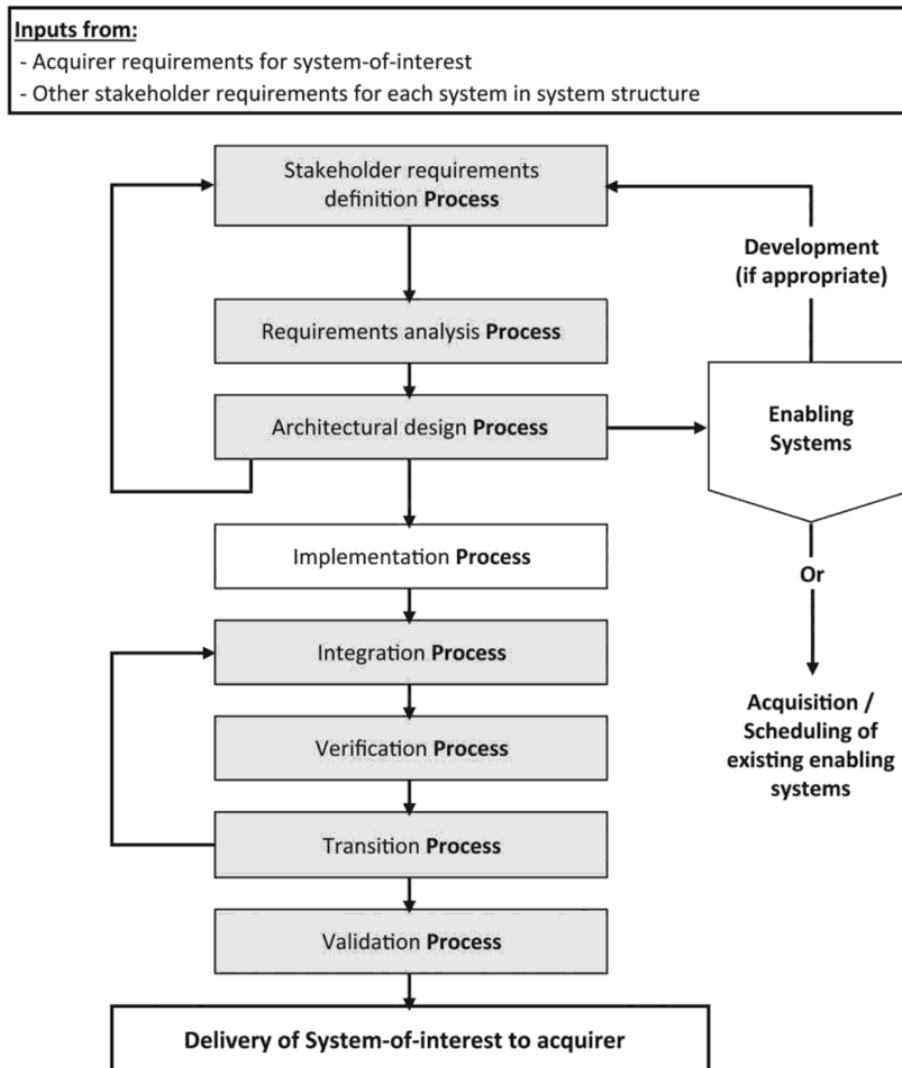 Inputs from:
- Acquirer requirements for system-of-interest
- Other stakeholder requirements for each system in system structure
Stakeholder requirements
definition Process
Development
(if appropriate)
Requirements analysis Process
Architectural design Process
Enabling
Systems
Implementation Process
Or
Integration Process
Acquisition /
Scheduling of
existing enabling
systems
Verification Process
Transition Process
Validation Process
Delivery of System-of-interest to acquirer